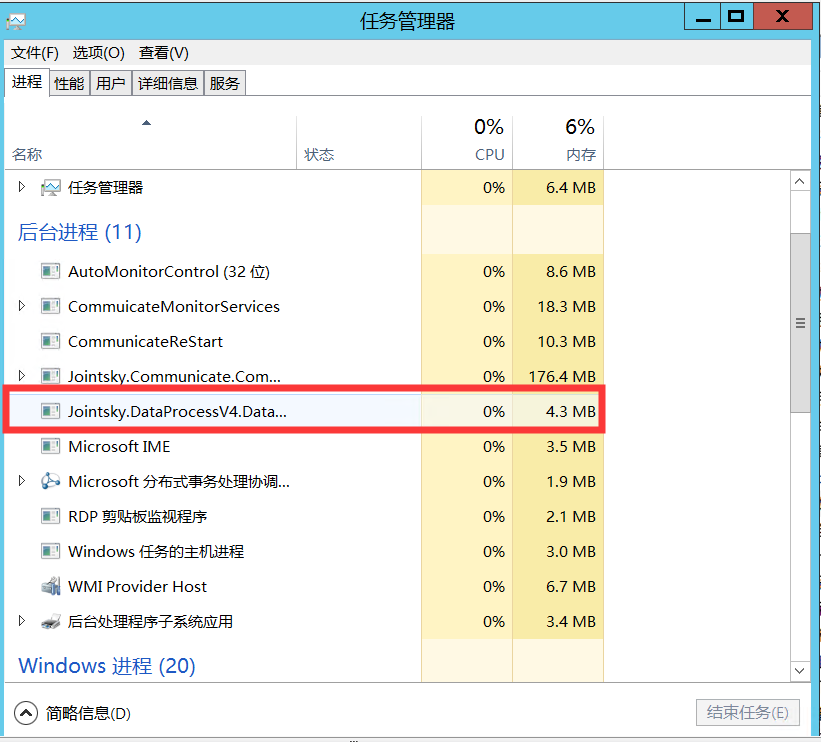 任务管理器
文件(F) 选项(O) 查看(V)
进程 性能 用户 详细信息 服务
0% 6%
名称 状态 CPU 内存
任务管理器 0% 6.4 MB
后台进程 (11)
AutoMonitorControl (32 位) 0% 8.6 MB
CommuicateMonitorServices 0% 18.3 MB
CommunicateReStart 0% 10.3 MB
Jointsky.Communicate.Com... 0% 176.4 MB
Jointsky.DataProcessV4.Data... 0% 4.3 MB
Microsoft IME 0% 3.5 MB
Microsoft 分布式事务处理协调... 0% 1.9 MB
RDP 剪贴板监视程序 0% 2.1 MB
Windows 任务的主机进程 0% 3.0 MB
WMI Provider Host 0% 6.7 MB
后台处理程序子系统应用 0% 3.4 MB
Windows 进程 (20)
简略信息(D) 结束任务(E)